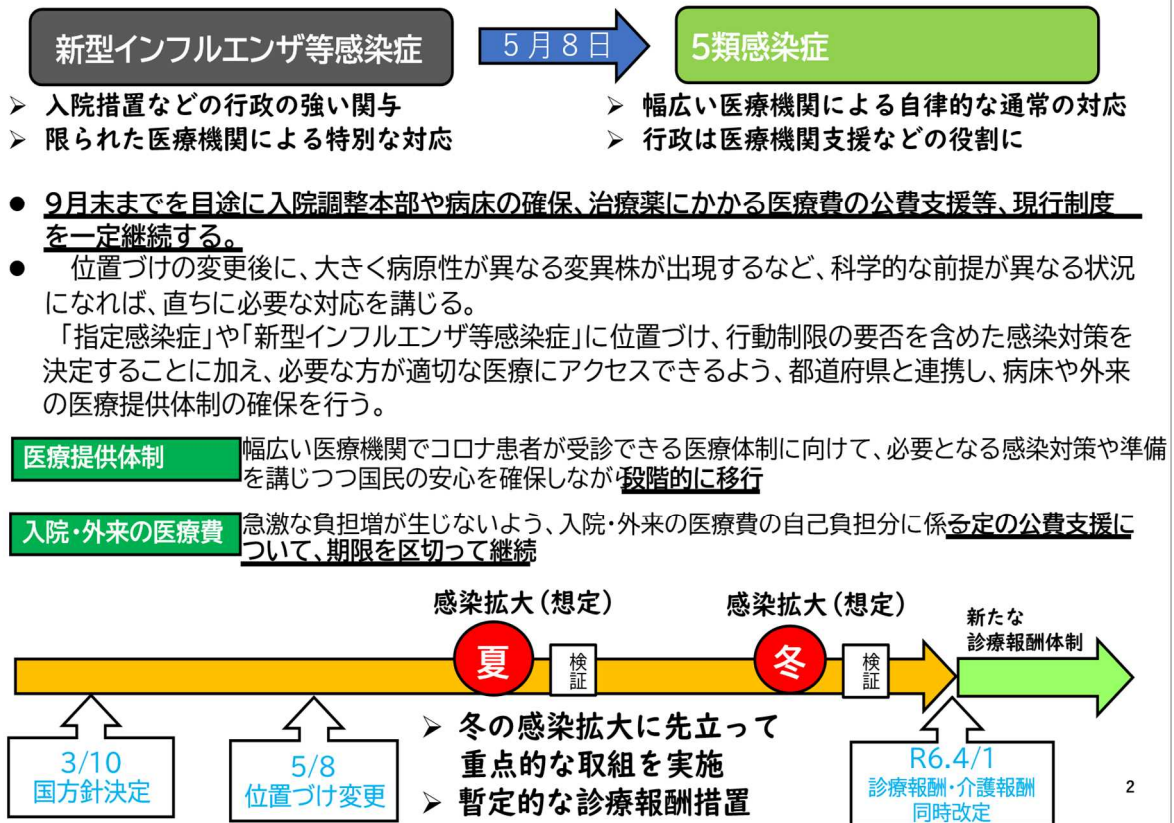 新型インフルエンザ等感染症
5月8日
5類感染症
➢ 入院措置などの行政の強い関与
➢ 限られた医療機関による特別な対応
➢ 幅広い医療機関による自律的な通常の対応
➢ 行政は医療機関支援などの役割に
● 9月末までを目途に入院調整本部や病床の確保、治療薬にかかる医療費の公費支援等、現行制度
を一定継続する。
● 位置づけの変更後に、大きく病原性が異なる変異株が出現するなど、科学的な前提が異なる状況
になれば、直ちに必要な対応を講じる。
「指定感染症」や「新型インフルエンザ等感染症」に位置づけ、行動制限の要否を含めた感染対策を
決定することに加え、必要な方が適切な医療にアクセスできるよう、都道府県と連携し、病床や外来
の医療提供体制の確保を行う。
医療提供体制
幅広い医療機関でコロナ患者が受診できる医療体制に向けて、必要となる感染対策や準備
を講じつつ国民の安心を確保しながら段階的に移行
入院・外来の医療費
急激な負担増が生じないよう、入院・外来の医療費の自己負担分に係る定の公費支援に
ついて、期限を区切って継続
感染拡大(想定)
感染拡大(想定)
新たな
診療報酬体制
夏
検証
冬
検証
3/10
国方針決定
5/8
位置づけ変更
➢ 冬の感染拡大に先立って
重点的な取組を実施
➢ 暫定的な診療報酬措置
R6.4/1
診療報酬・介護報酬
同時改定
2